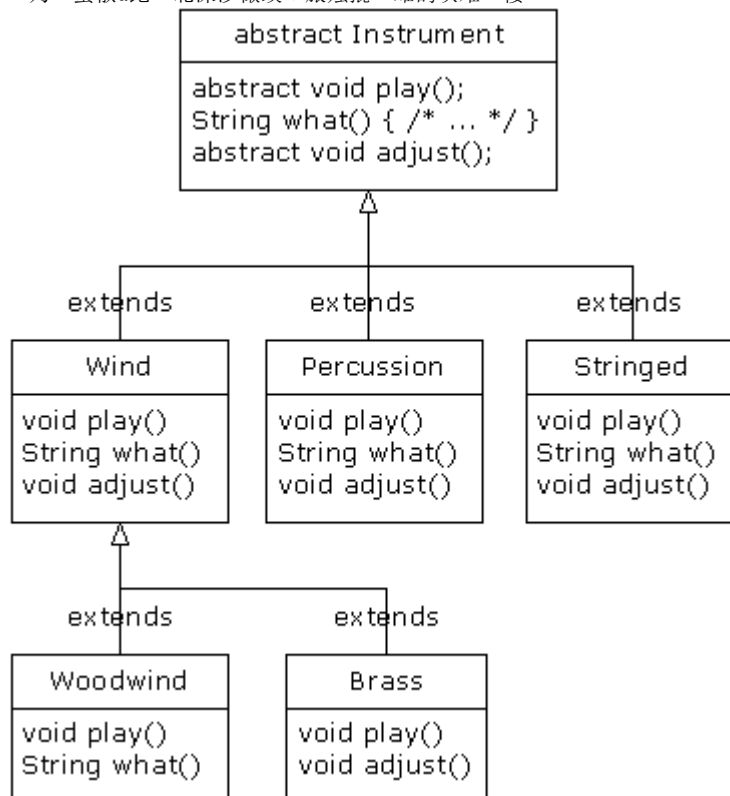 abstract Instrument
abstract void play();
String what() { /* ... */ }
abstract void adjust();
extends extends extends
Wind Percussion Stringed
void play() void play() void play()
String what() String what() String what()
void adjust() void adjust() void adjust()
extends extends
Woodwind Brass
void play() void play()
String what() void adjust()